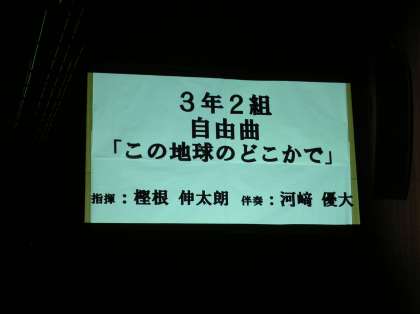 ３年２組
自由曲
「この地球のどこかで」
指揮：樫根 伸太朗 伴奏：河﨑 優大